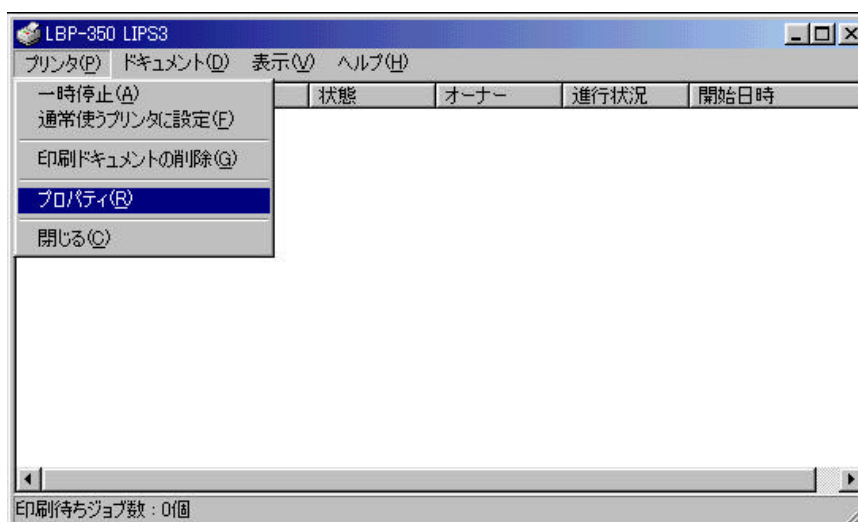 LBP-350 LIPS3
プリンタ(P) ドキュメント(D) 表示(V) ヘルプ(H)
状態 オーナー 進行状況 開始日時
一時停止(A)
通常使うプリンタに設定(F)
印刷ドキュメントの削除(G)
プロパティ(R)
閉じる(C)
印刷待ちジョブ数:0個